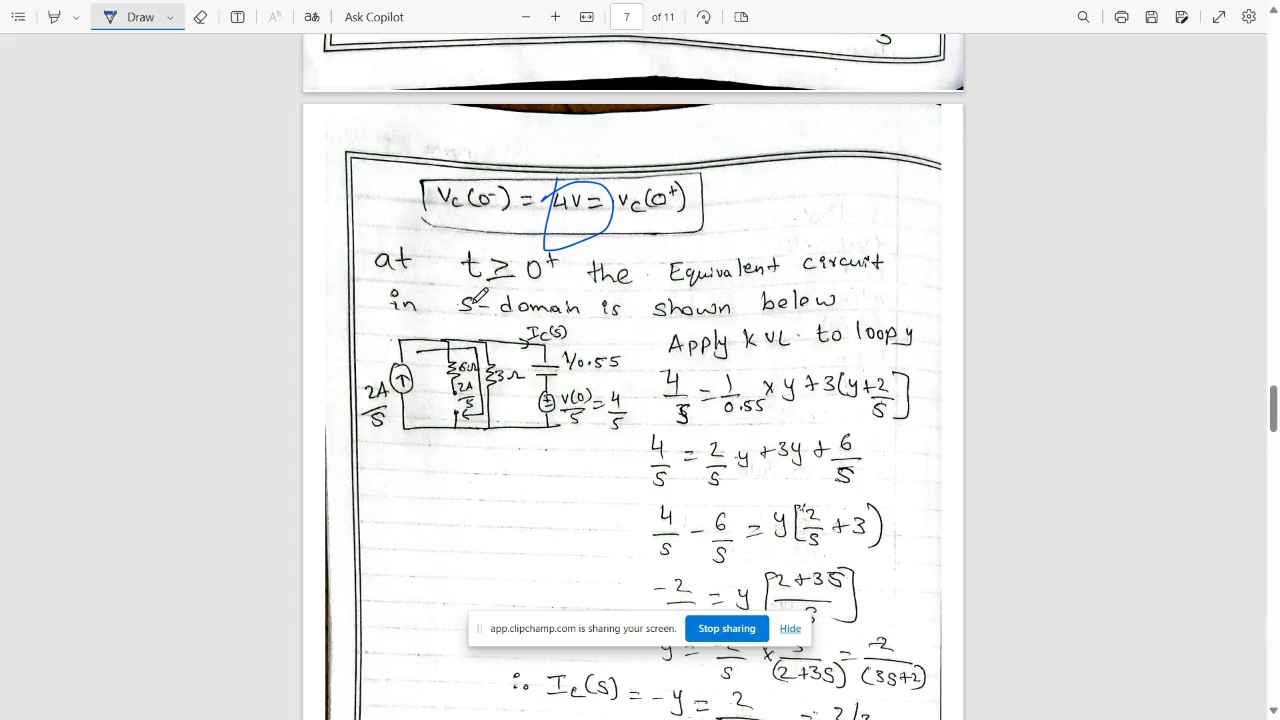 Draw
Ask Copilot
7 of 11
S
Vc(0⁻) = 4V = Vc(0⁺)
at t ≥ 0⁺ the Equivalent circuit
in S-domain is shown below
Apply KVL to loop y
Ic(s)
1/0.5S
6Ω
3Ω
2A/S
2A/S
V(0)/S = 4/S
4/S = 1/0.5S × y + 3(y + 2/S]
4/S = 2/S y + 3y + 6/S
4/S - 6/S = y[2/S + 3)
-2 = y [2+3S
app.clipchamp.com is sharing your screen.
Stop sharing
Hide
S × (2+3S) = 2/(3S+2)
∴ Ic(S) = -y = 2
= 2/3